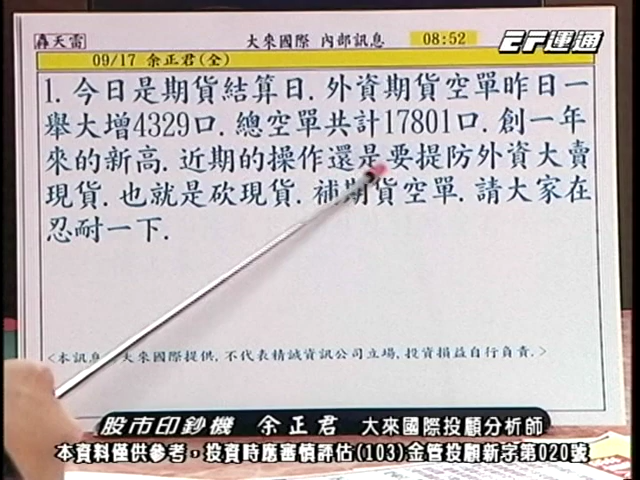 轟天雷 大來國際 內部訊息 08:52 EF運通
09/17 余正君(全)
1. 今日是期貨結算日. 外資期貨空單昨日一
舉大增4329口. 總空單共計17801口. 創一年
來的新高. 近期的操作還是要提防外資大賣
現貨. 也就是砍現貨. 補期貨空單. 請大家在
忍耐一下.
<本訊息 大來國際提供, 不代表精誠資訊公司立場, 投資損益自行負責.>
股市印鈔機 余正君 大來國際投顧分析師
本資料僅供參考，投資時應審慎評估(103)金管投顧新字第020號